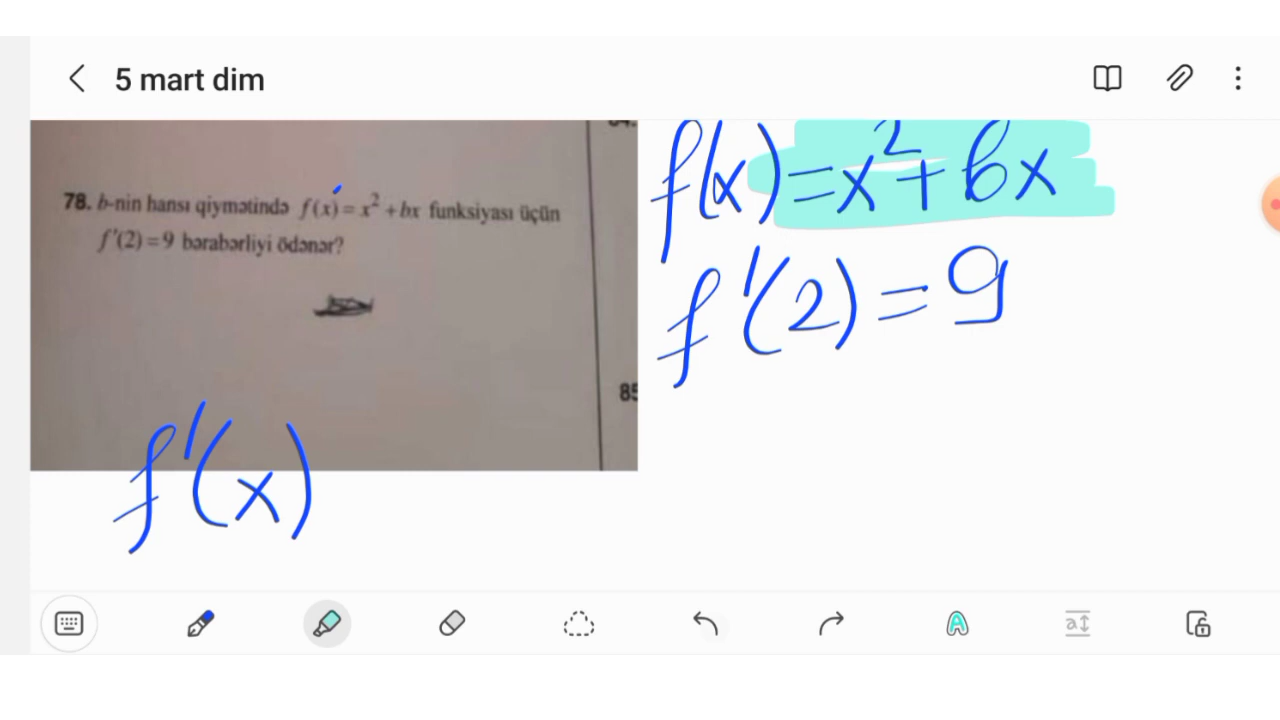 5 mart dim
78. b-nin hansı qiymətində f(x) = x² + bx funksiyası üçün
f'(2) = 9 bərabərliyi ödənər?
85
f(x) = x² + bx
f'(2) = 9
f'(x)
A
a